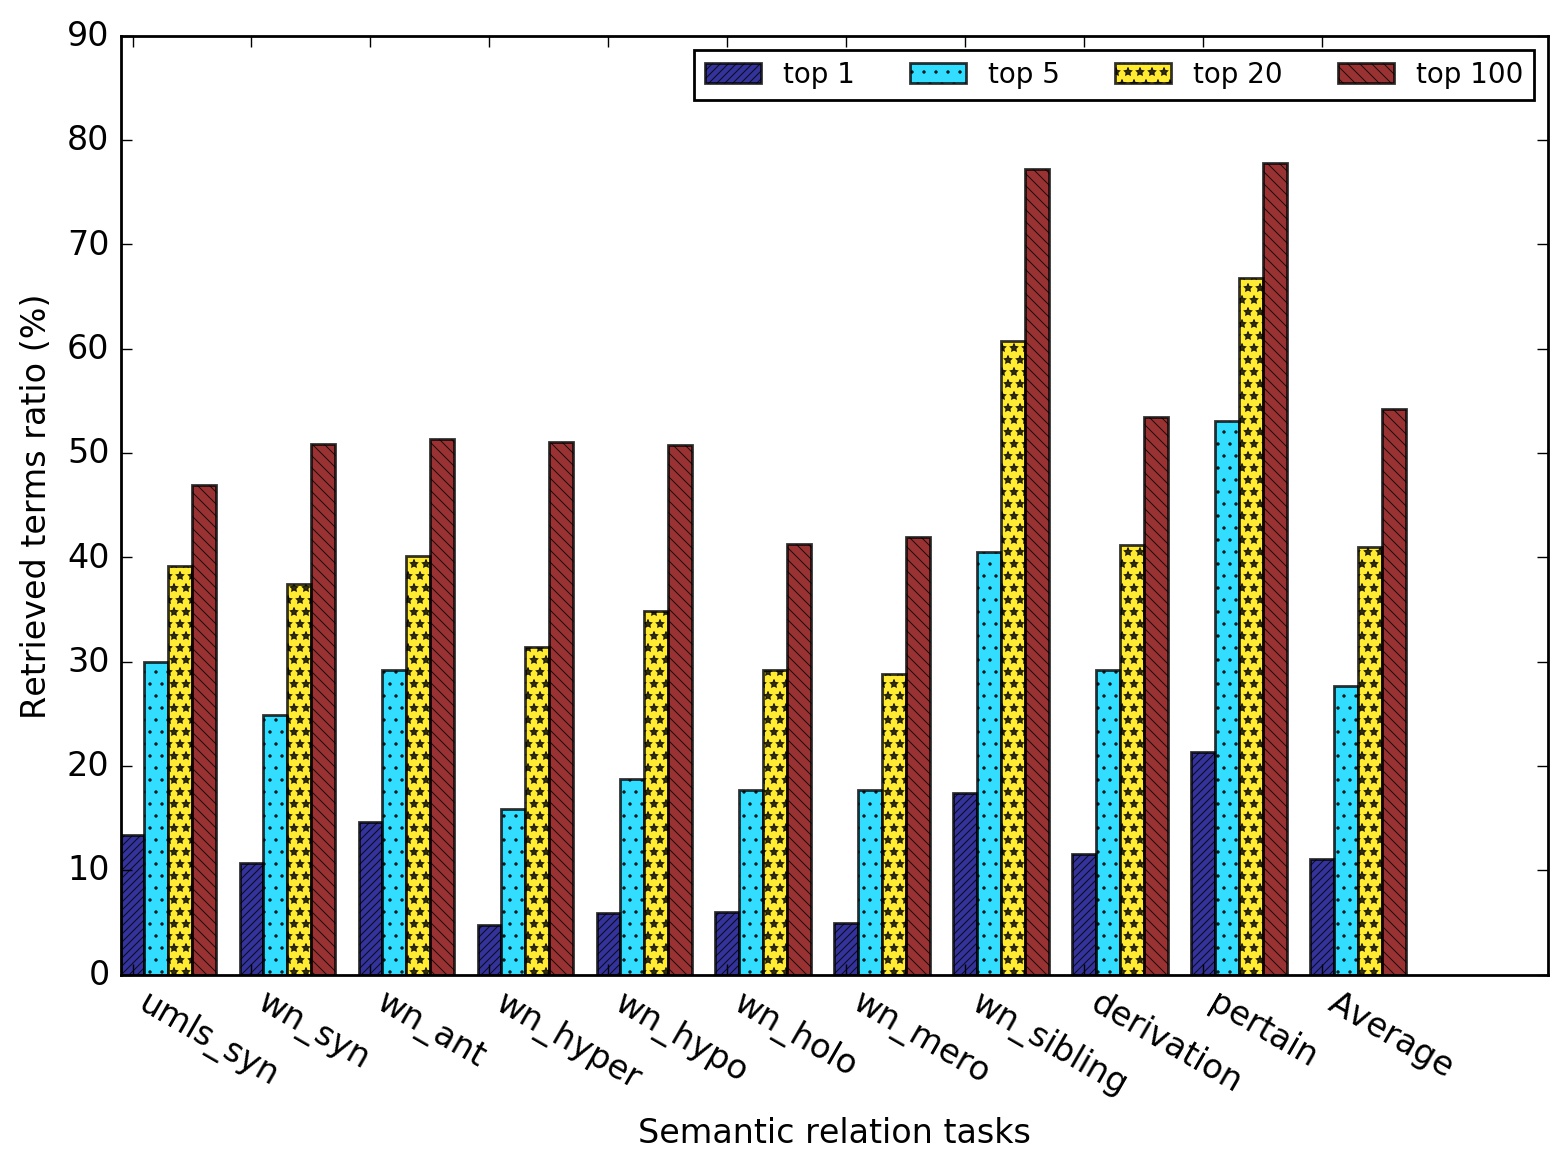 90
80
70
60
50
40
30
20
10
0
Retrieved terms ratio (%)
top 1 top 5 top 20 top 100
umls_syn
wn_syn
wn_ant
wn_hyper
wn_hypo
wn_holo
wn_mero
wn_sibling
derivation
pertain
Average
Semantic relation tasks